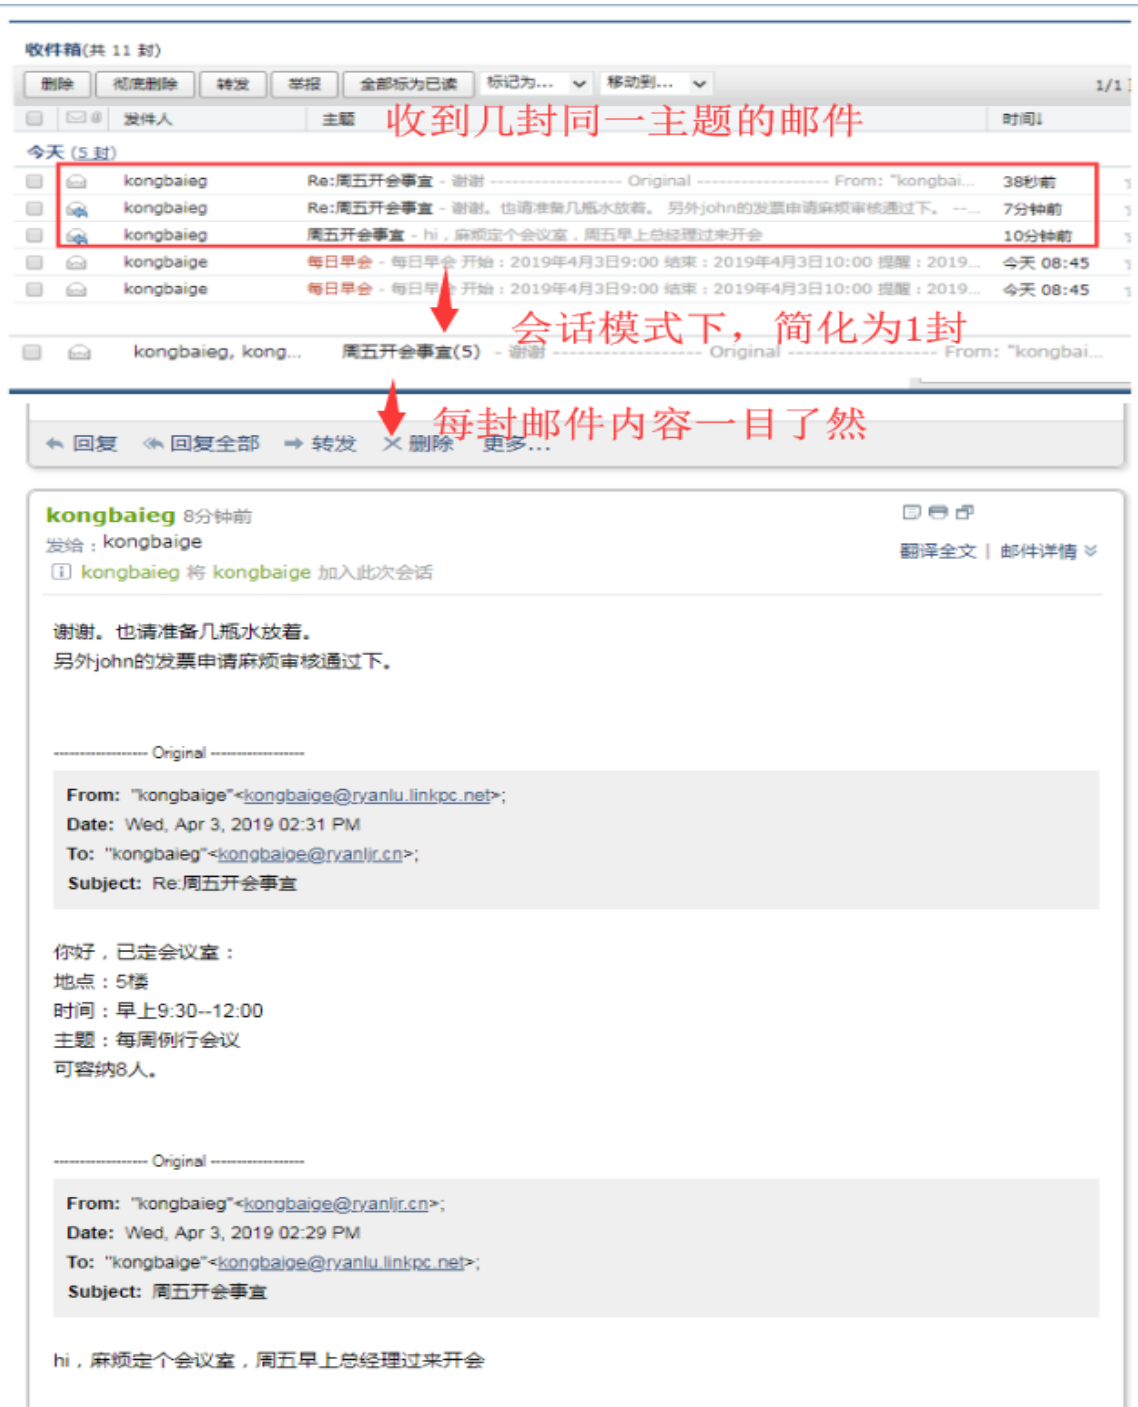 收件箱(共 11 封)
删除 彻底删除 转发 举报 全部标为已读 标记为... 移动到... 1/1
发件人 主题 时间↓
收到几封同一主题的邮件
今天 (5 封)
kongbaieg Re:周五开会事宜 - 谢谢 ------------------ Original ------------------ From: "kongbai... 38秒前
kongbaieg Re:周五开会事宜 - 谢谢。也请准备几瓶水放着。 另外john的发票申请麻烦审核通过下。 --... 7分钟前
kongbaieg 周五开会事宜 - hi，麻烦定个会议室，周五早上总经理过来开会 10分钟前
kongbaige 每日早会 - 每日早会 开始：2019年4月3日9:00 结束：2019年4月3日10:00 提醒：2019... 今天 08:45
kongbaige 每日早会 - 每日早会 开始：2019年4月3日9:00 结束：2019年4月3日10:00 提醒：2019... 今天 08:45
会话模式下，简化为1封
kongbaieg, kong... 周五开会事宜(5) - 谢谢 ------------------ Original ------------------ From: "kongbai...
每封邮件内容一目了然
回复 回复全部 转发 删除 更多...
kongbaieg 8分钟前
发给：kongbaige
翻译全文 | 邮件详情
kongbaieg 将 kongbaige 加入此次会话
谢谢。也请准备几瓶水放着。
另外john的发票申请麻烦审核通过下。
------------------ Original ------------------
From: "kongbaige"<kongbaige@ryanlu.linkpc.net>;
Date: Wed, Apr 3, 2019 02:31 PM
To: "kongbaieg"<kongbaige@ryanljr.cn>;
Subject: Re:周五开会事宜
你好，已定会议室：
地点：5楼
时间：早上9:30--12:00
主题：每周例行会议
可容纳8人。
------------------ Original ------------------
From: "kongbaieg"<kongbaige@ryanljr.cn>;
Date: Wed, Apr 3, 2019 02:29 PM
To: "kongbaige"<kongbaige@ryanlu.linkpc.net>;
Subject: 周五开会事宜
hi，麻烦定个会议室，周五早上总经理过来开会